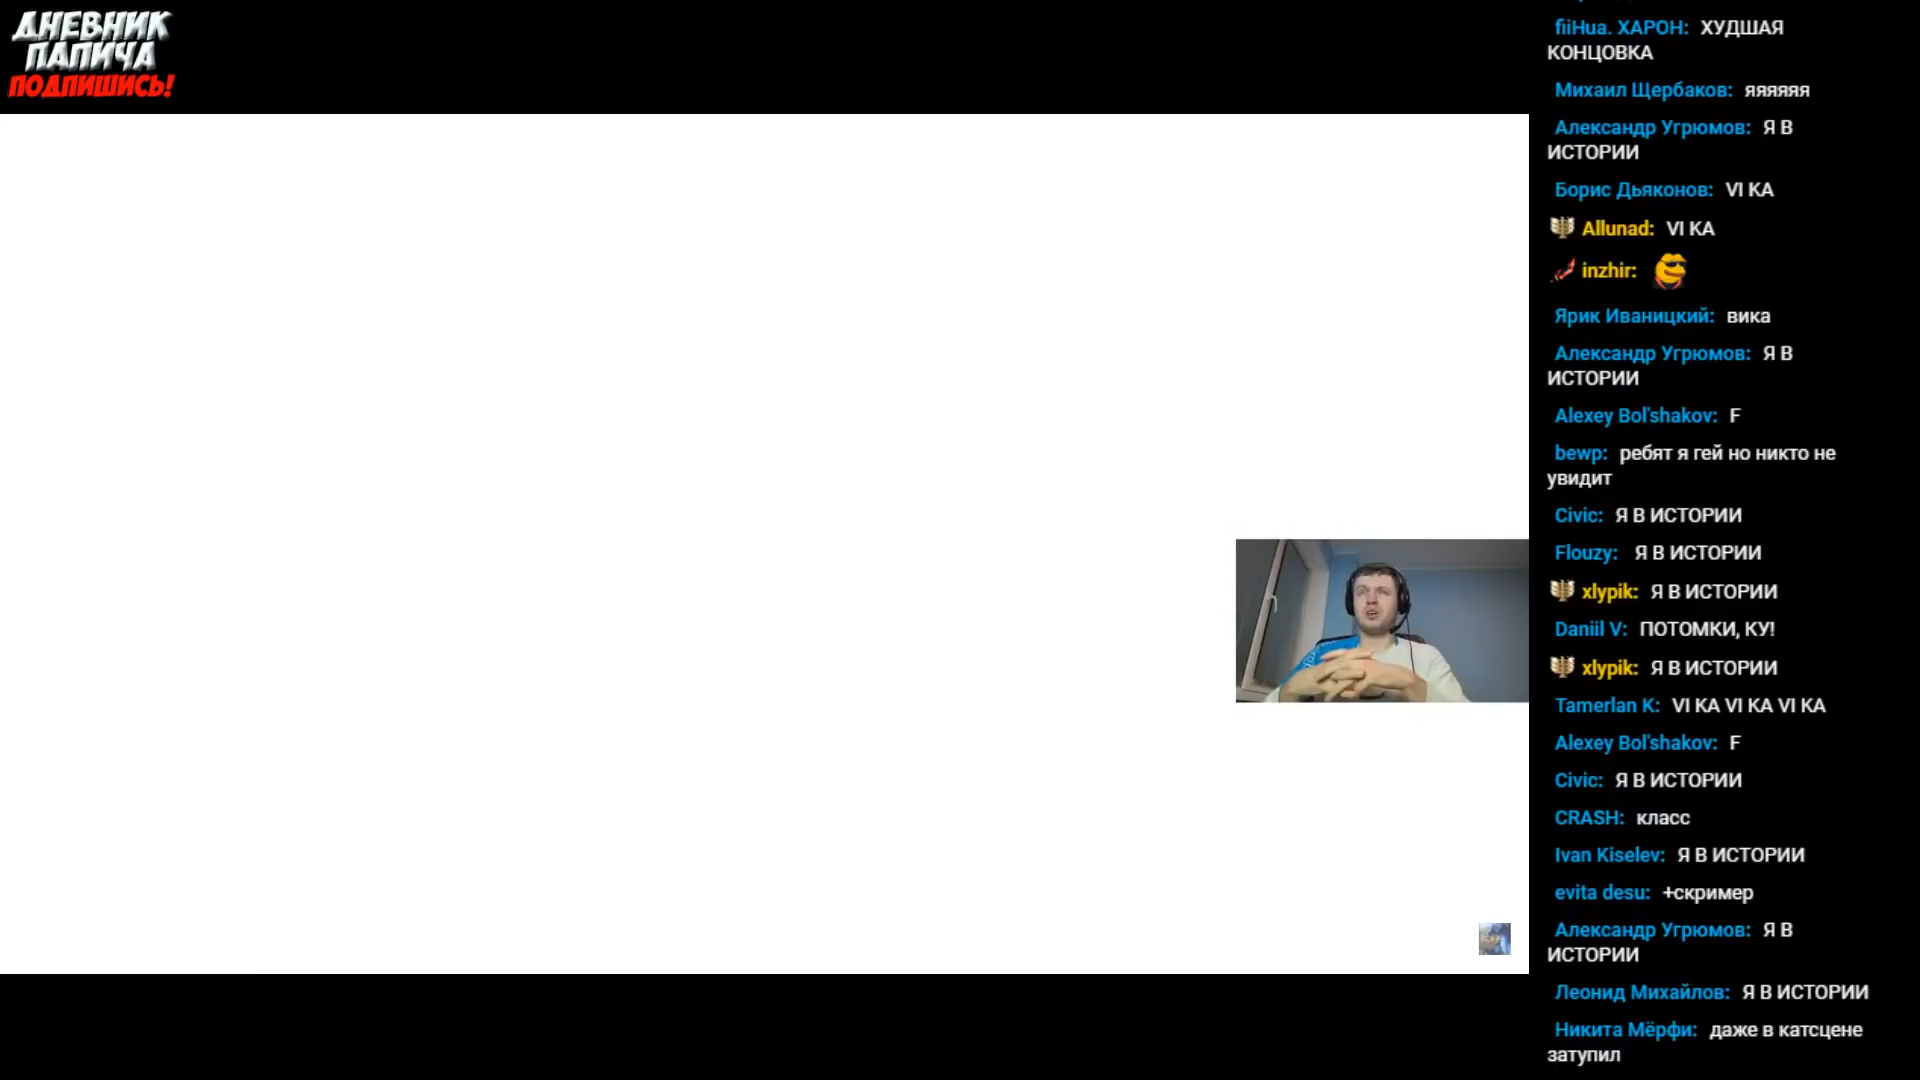 ДНЕВНИК
ПАПИЧА
ПОДПИШИСЬ!
fiiHua. ХАРОН: ХУДШАЯ
КОНЦОВКА
Михаил Щербаков: яяяяяя
Александр Угрюмов: Я В
ИСТОРИИ
Борис Дьяконов: VI KA
Allunad: VI KA
inzhir:
Ярик Иваницкий: вика
Александр Угрюмов: Я В
ИСТОРИИ
Alexey Bol'shakov: F
bewp: ребят я гей но никто не
увидит
Civic: Я В ИСТОРИИ
Flouzy: Я В ИСТОРИИ
xlypik: Я В ИСТОРИИ
Daniil V: ПОТОМКИ, КУ!
xlypik: Я В ИСТОРИИ
Tamerlan K: VI KA VI KA VI KA
Alexey Bol'shakov: F
Civic: Я В ИСТОРИИ
CRASH: класс
Ivan Kiselev: Я В ИСТОРИИ
evita desu: +скример
Александр Угрюмов: Я В
ИСТОРИИ
Леонид Михайлов: Я В ИСТОРИИ
Никита Мёрфи: даже в катсцене
затупил